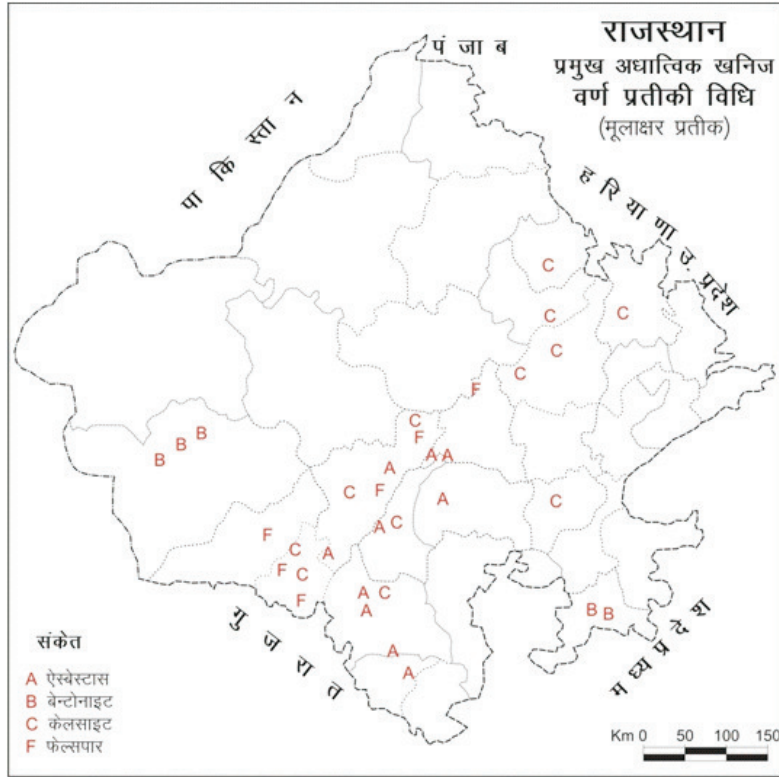 राजस्थान
प्रमुख अधात्विक खनिज
वर्ण प्रतीकी विधि
(मूलाक्षर प्रतीक)
पंजाब
पाकिस्तान
हरियाणा
उ. प्रदेश
C
C
C
C
C
F
C
F
B
B
B
A
A
A
C
F
A
C
A
C
F
C
A
F
C
F
A
C
A
B
B
A
A
गुजरात
मध्य प्रदेश
संकेत
A ऐस्बेस्टास
B बेन्टोनाइट
C केलसाइट
F फेल्सपार
Km 0 50 100 150